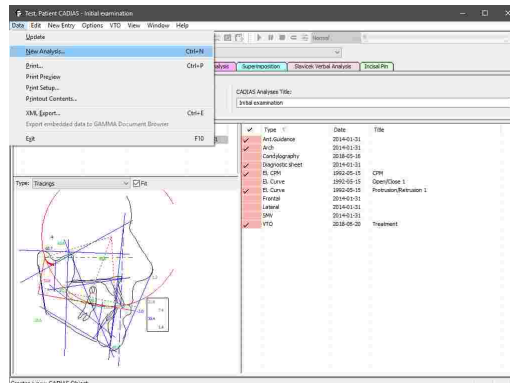 Test, Patient CADIAS - Initial examination
Data Edit New Entry Options VTO View Window Help
Update
New Analysis... Ctrl+N
Print... Ctrl+P
Print Preview
Print Setup...
Printout Contents...
XML Export... Ctrl+E
Export embedded data to GAMMA Document Browser
Exit F10
Normal
Superimposition Slavicek Verbal Analysis Incisal Pin
CADIAS Analyses Title:
Initial examination
Type Date Title
Ant.Guidance 2014-01-31
Arch 2014-01-31
Condylography 2018-05-16
Diagnostic sheet 2014-01-31
El. CPM 1992-05-15 CPM
El. Curve 1992-05-15 Open/Close 1
El. Curve 1992-05-15 Protrusion/Retrusion 1
Frontal 2014-01-31
Lateral 2014-01-31
SMV 2014-01-31
VTO 2018-05-20 Treatment
Type: Tracings Fit